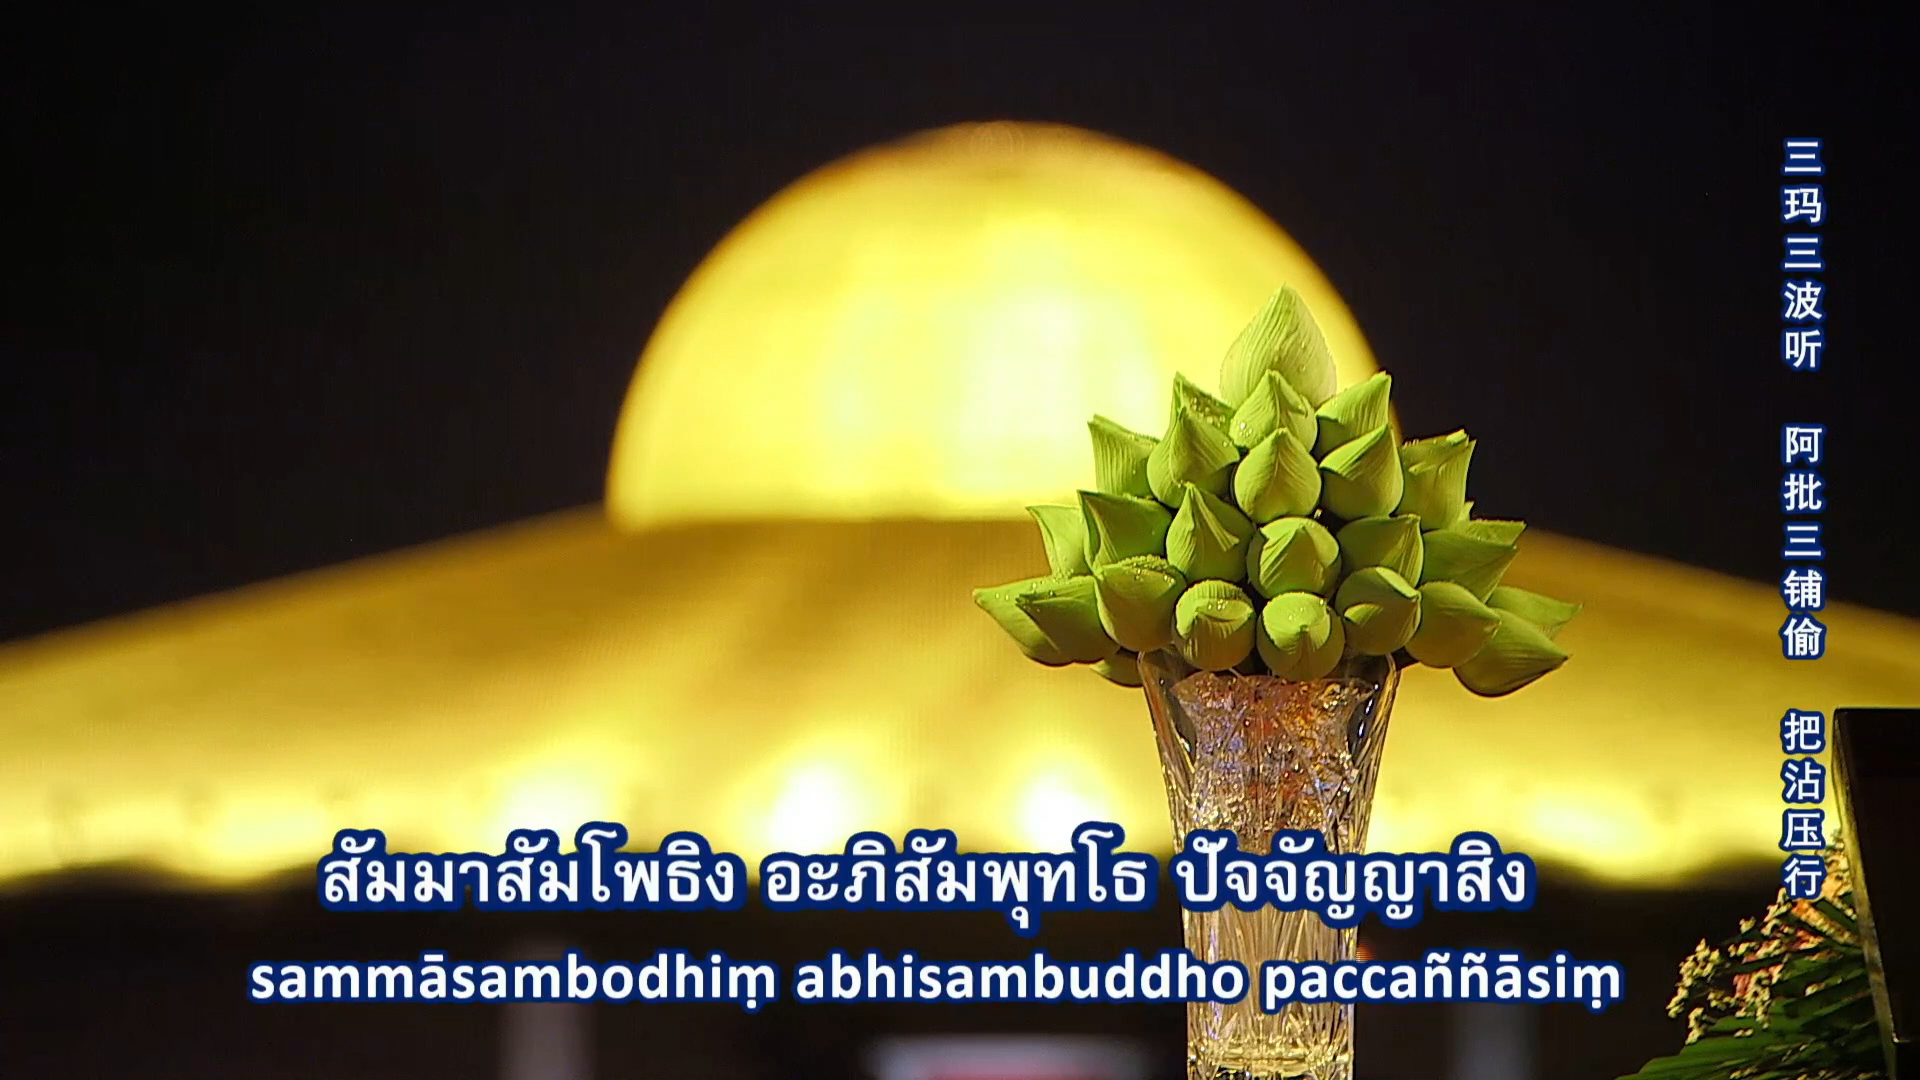 三玛三波听 阿批三铺偷 把沾压行
สัมมาสัมโพธิง อะภิสัมพุทโธ ปัจจัญญาสิง
sammāsambodhiṃ abhisambuddho paccaññāsiṃ